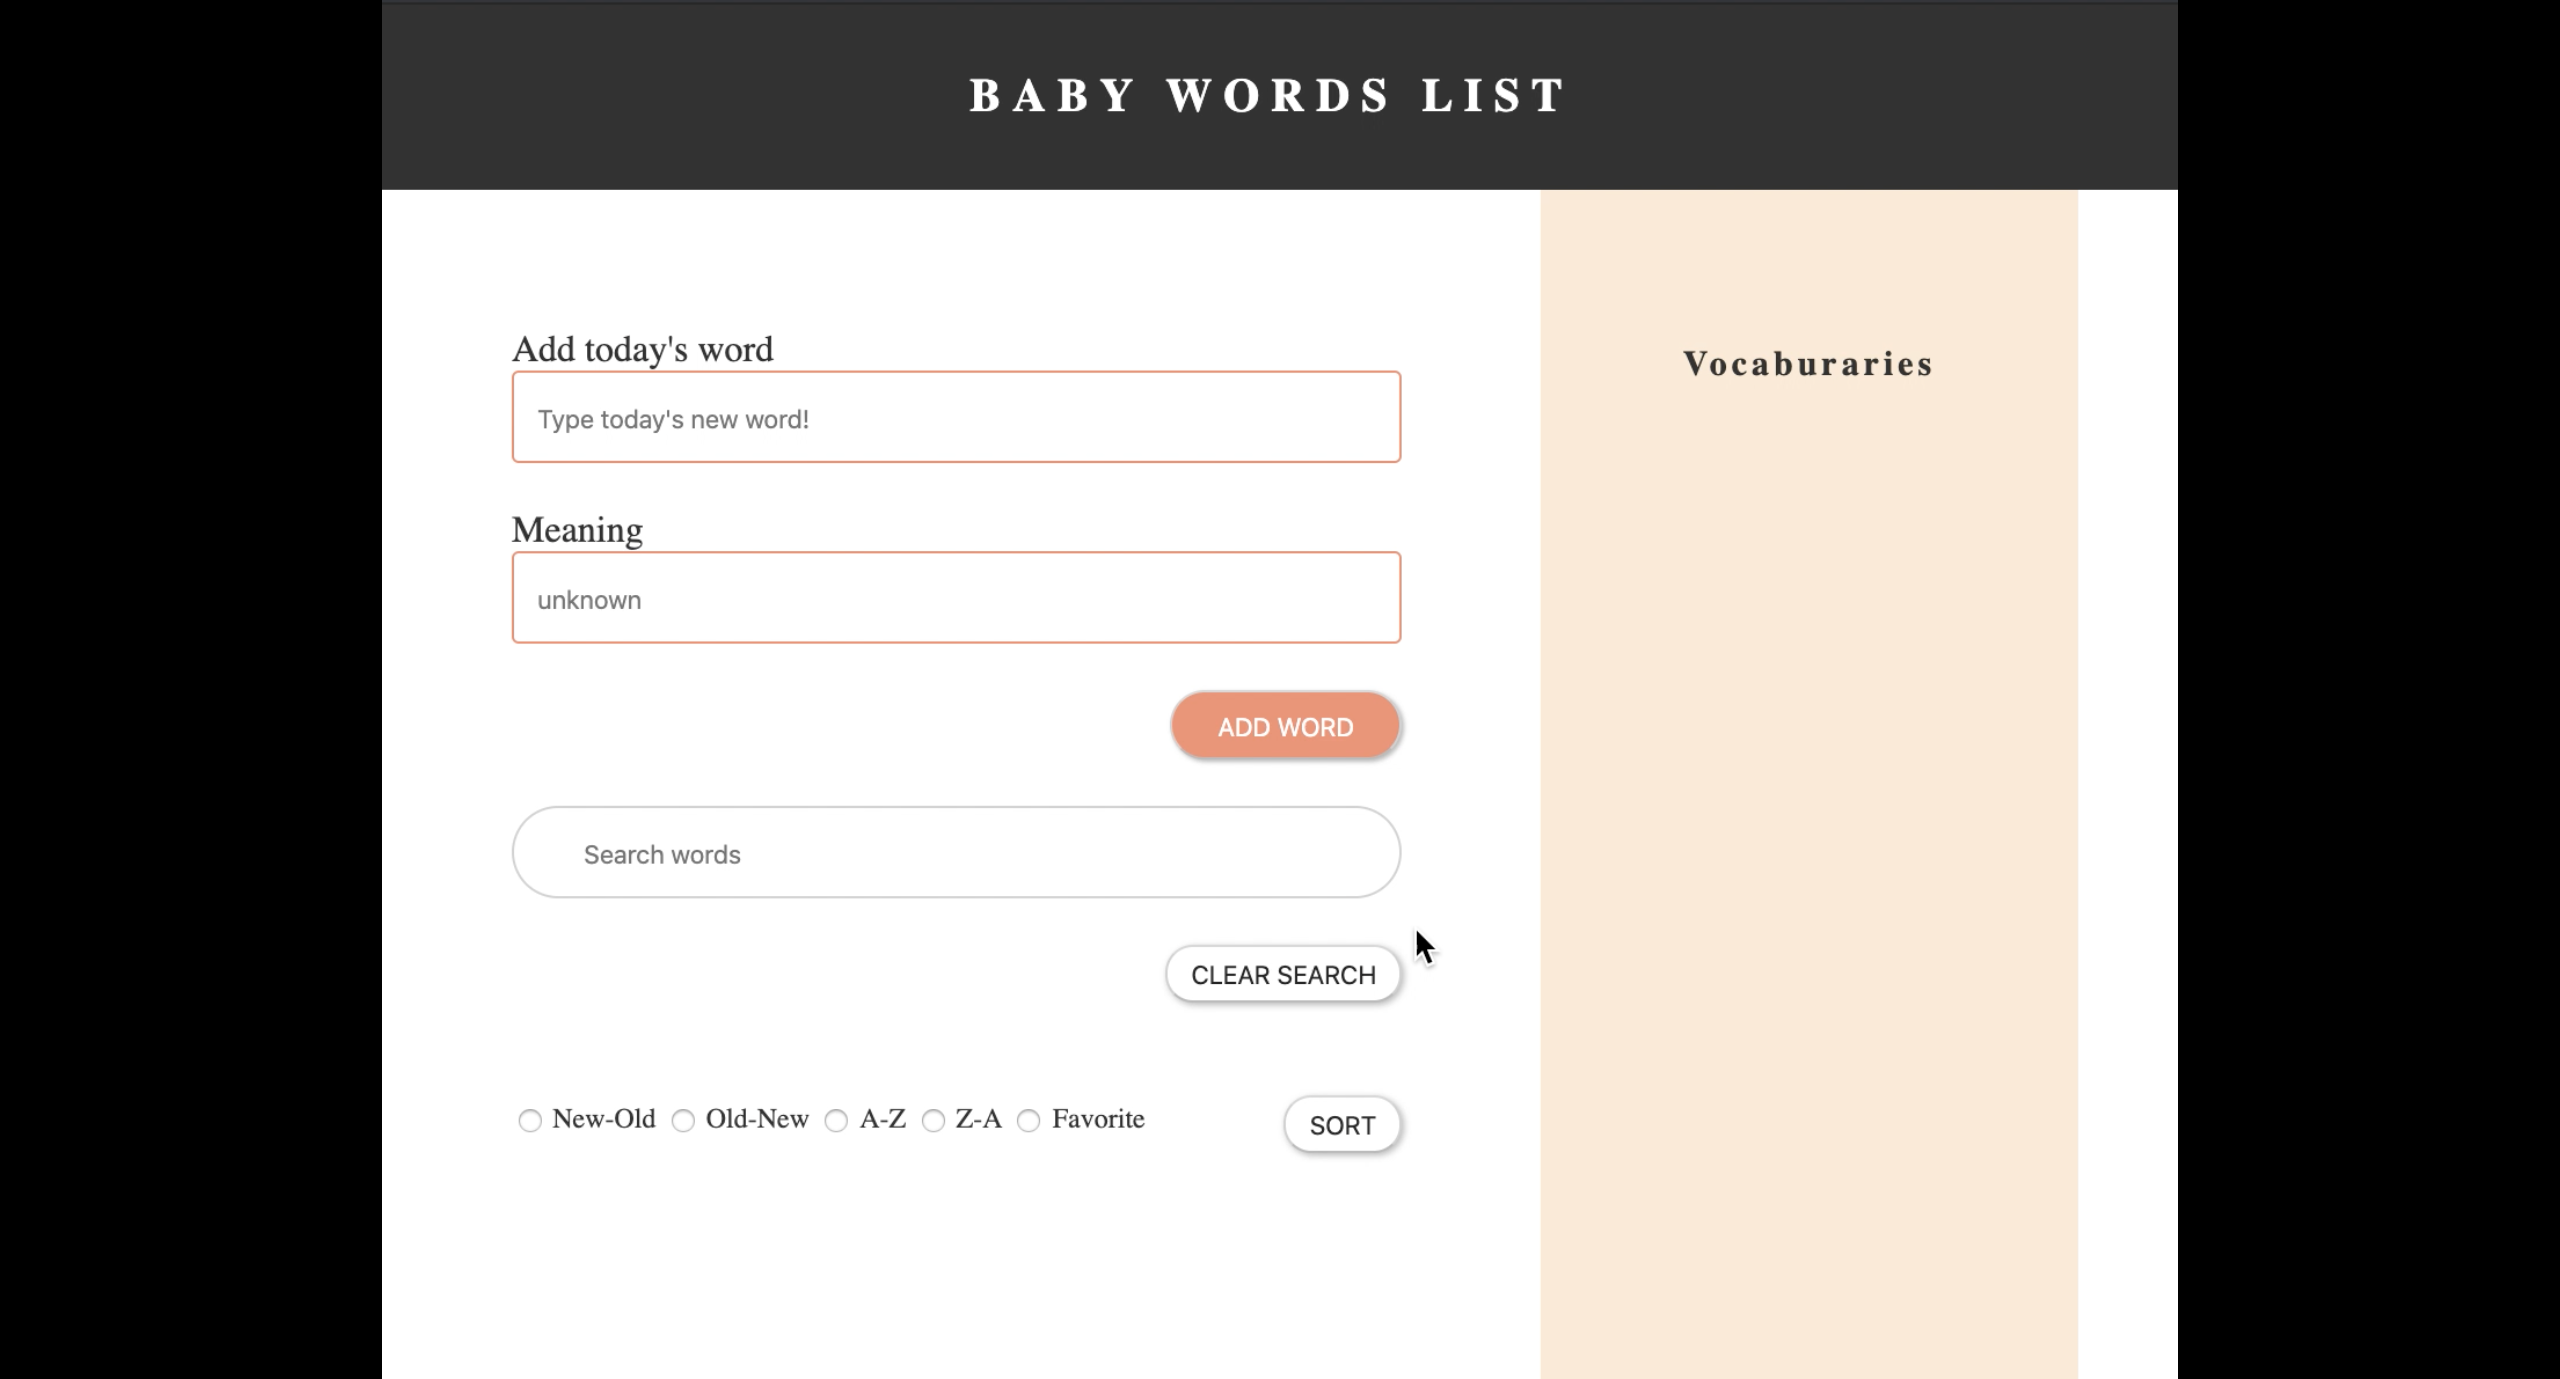 BABY WORDS LIST
Add today's word
Type today's new word!
Meaning
unknown
ADD WORD
Search words
CLEAR SEARCH
New-Old Old-New A-Z Z-A Favorite SORT
Vocaburaries